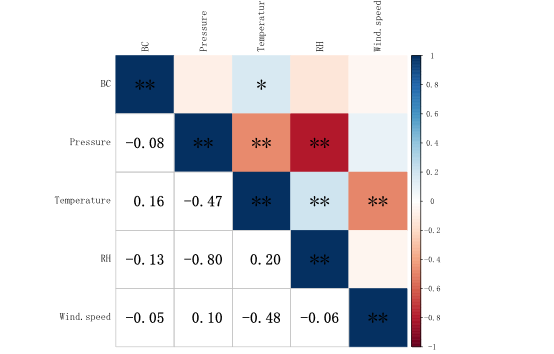 BC
Pressure
Temperature
RH
Wind.speed
BC ** *
Pressure -0.08 ** ** **
Temperature 0.16 -0.47 ** ** **
RH -0.13 -0.80 0.20 **
Wind.speed -0.05 0.10 -0.48 -0.06 **
1
0.8
0.6
0.4
0.2
0
-0.2
-0.4
-0.6
-0.8
-1